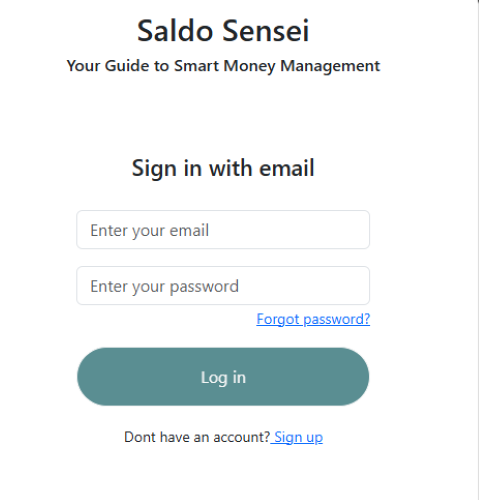 Saldo Sensei
Your Guide to Smart Money Management
Sign in with email
Enter your email
Enter your password
Forgot password?
Log in
Dont have an account? Sign up